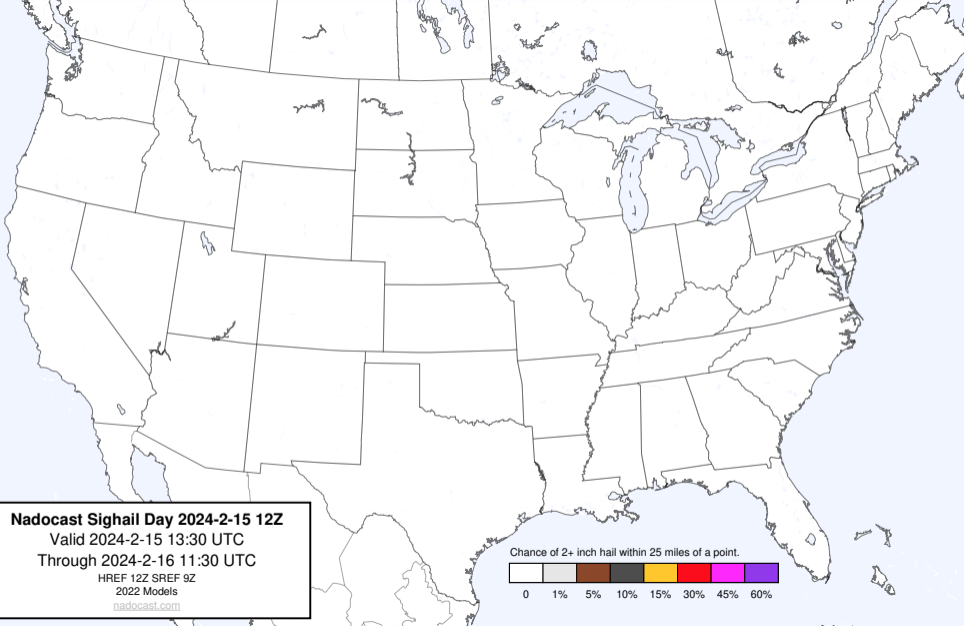 Nadocast Sighail Day 2024-2-15 12Z
Valid 2024-2-15 13:30 UTC
Through 2024-2-16 11:30 UTC
HREF 12Z SREF 9Z
2022 Models
nadocast.com
Chance of 2+ inch hail within 25 miles of a point.
0 1% 5% 10% 15% 30% 45% 60%